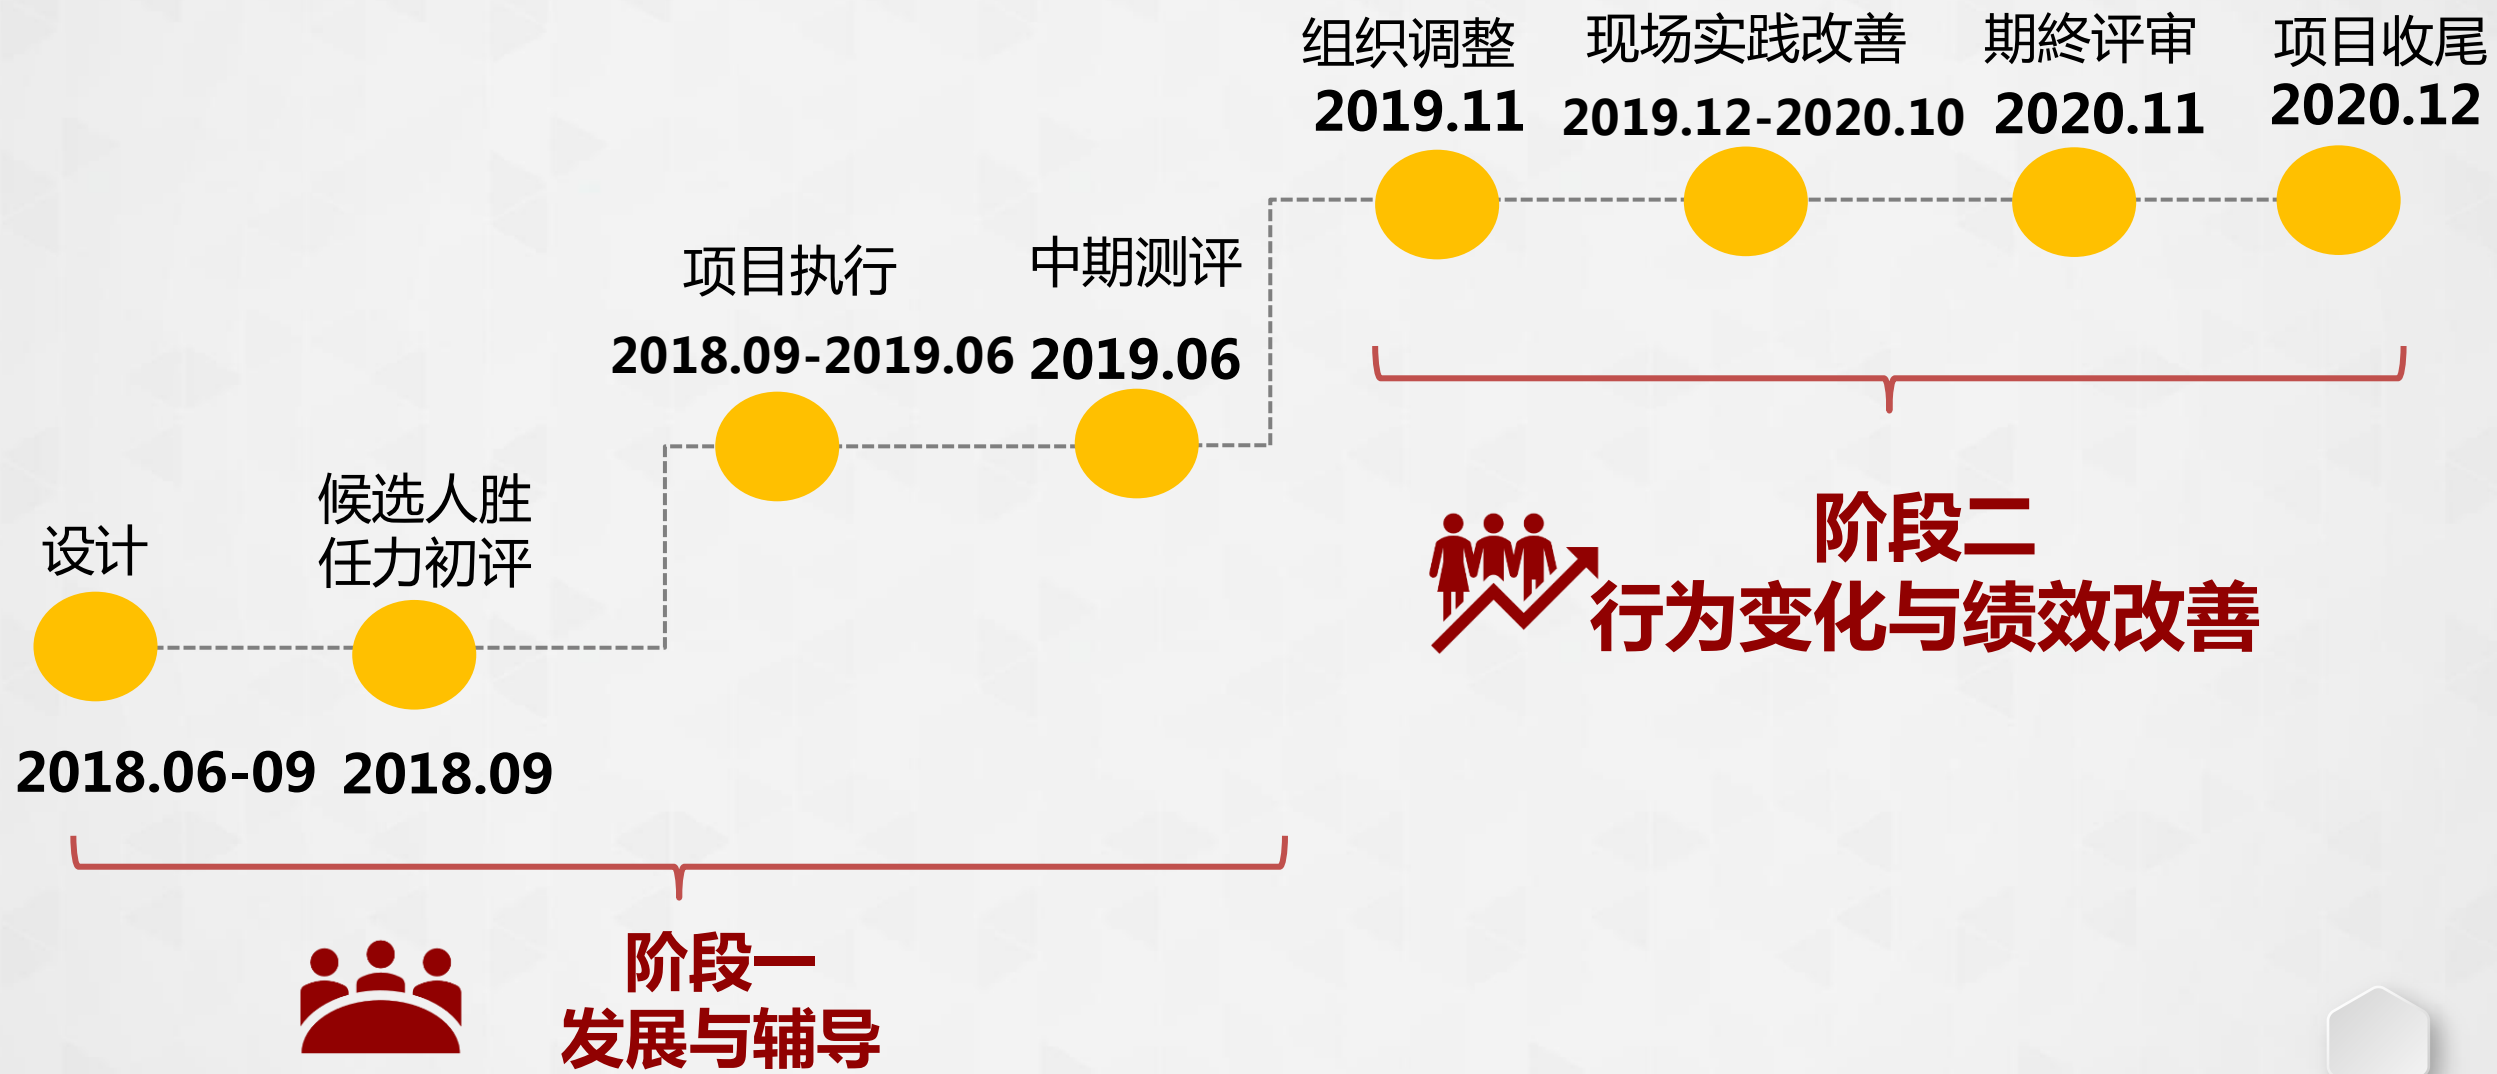 设计
2018.06-09
候选人胜
任力初评
2018.09
项目执行
2018.09-2019.06
中期测评
2019.06
组织调整
2019.11
现场实践改善
2019.12-2020.10
期终评审
2020.11
项目收尾
2020.12
阶段一
发展与辅导
阶段二
行为变化与绩效改善